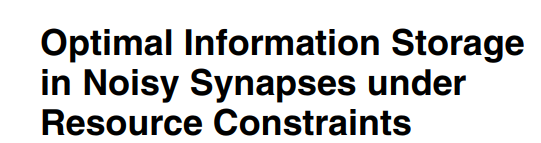 Optimal Information Storage
in Noisy Synapses under
Resource Constraints